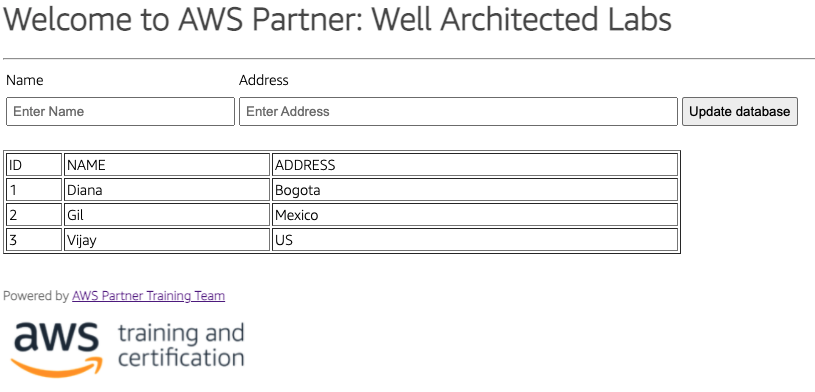 Welcome to AWS Partner: Well Architected Labs
Name Address
Enter Name Enter Address Update database
ID NAME ADDRESS
1 Diana Bogota
2 Gil Mexico
3 Vijay US
Powered by AWS Partner Training Team
aws training and
certification